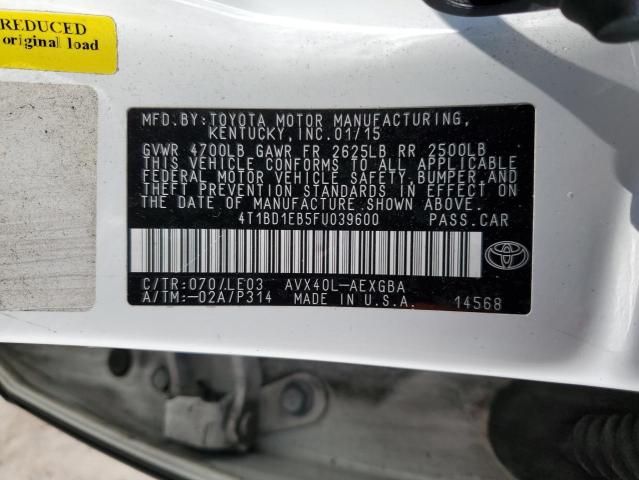 REDUCED
original load
MFD. BY: TOYOTA MOTOR MANUFACTURING,
KENTUCKY, INC. 01/15
GVWR 4700LB GAWR FR 2625LB RR 2500LB
THIS VEHICLE CONFORMS TO ALL APPLICABLE
FEDERAL MOTOR VEHICLE SAFETY, BUMPER AND
THEFT PREVENTION STANDARDS IN EFFECT ON
THE DATE OF MANUFACTURE SHOWN ABOVE.
4T1BD1EB5FU039600 PASS. CAR
C/TR: 070/LE03 AVX40L-AEXGBA
A/TM: -02A/P314 MADE IN U.S.A. 14568